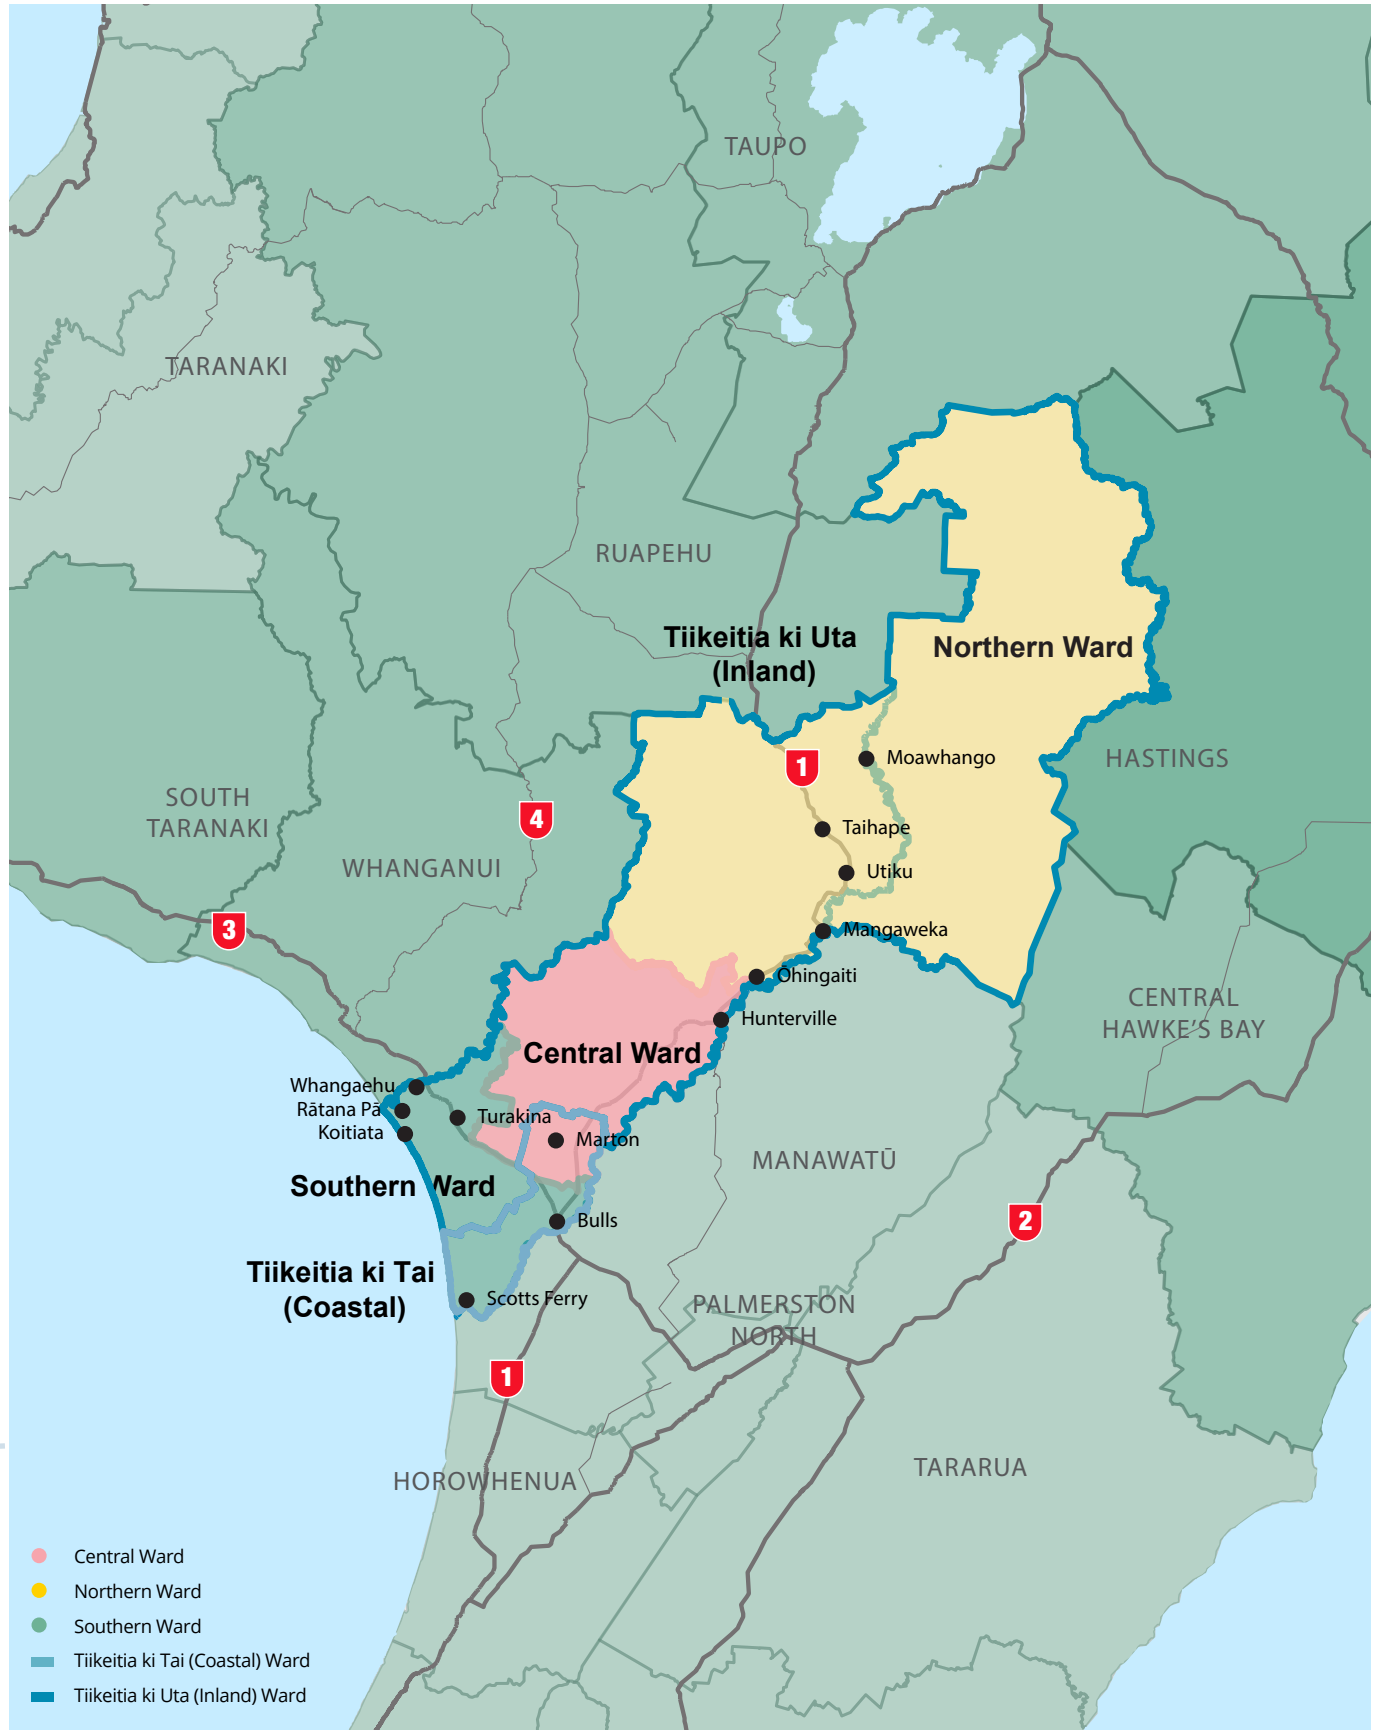 TAUPO
TARANAKI
RUAPEHU
Tiikeitia ki Uta
(Inland)
Northern Ward
1
Moawhango
HASTINGS
SOUTH
TARANAKI
4
Taihape
WHANGANUI
Utiku
3
Mangaweka
Ōhingaiti
CENTRAL
HAWKE'S BAY
Hunterville
Central Ward
Whangaehu
Rātana Pā
Koitiata
Turakina
Marton
MANAWATŪ
Southern Ward
Bulls
2
Tiikeitia ki Tai
(Coastal)
Scotts Ferry
PALMERSTON
NORTH
1
HOROWHENUA
TARARUA
Central Ward
Northern Ward
Southern Ward
Tiikeitia ki Tai (Coastal) Ward
Tiikeitia ki Uta (Inland) Ward